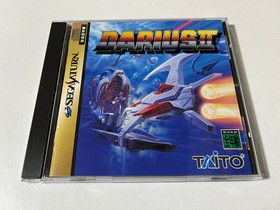 DARIUS II
SEGA SATURN
TAITO